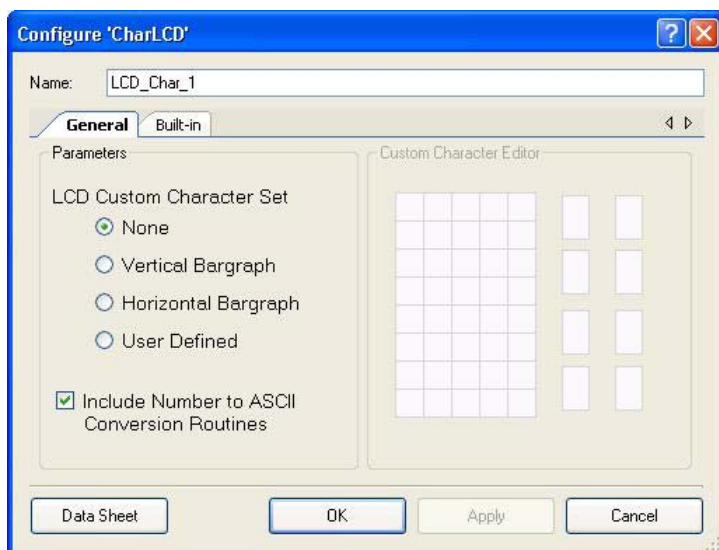 Configure 'CharLCD'
Name: LCD_Char_1
General Built-in
Parameters
Custom Character Editor
LCD Custom Character Set
None
Vertical Bargraph
Horizontal Bargraph
User Defined
Include Number to ASCII
Conversion Routines
Data Sheet OK Apply Cancel